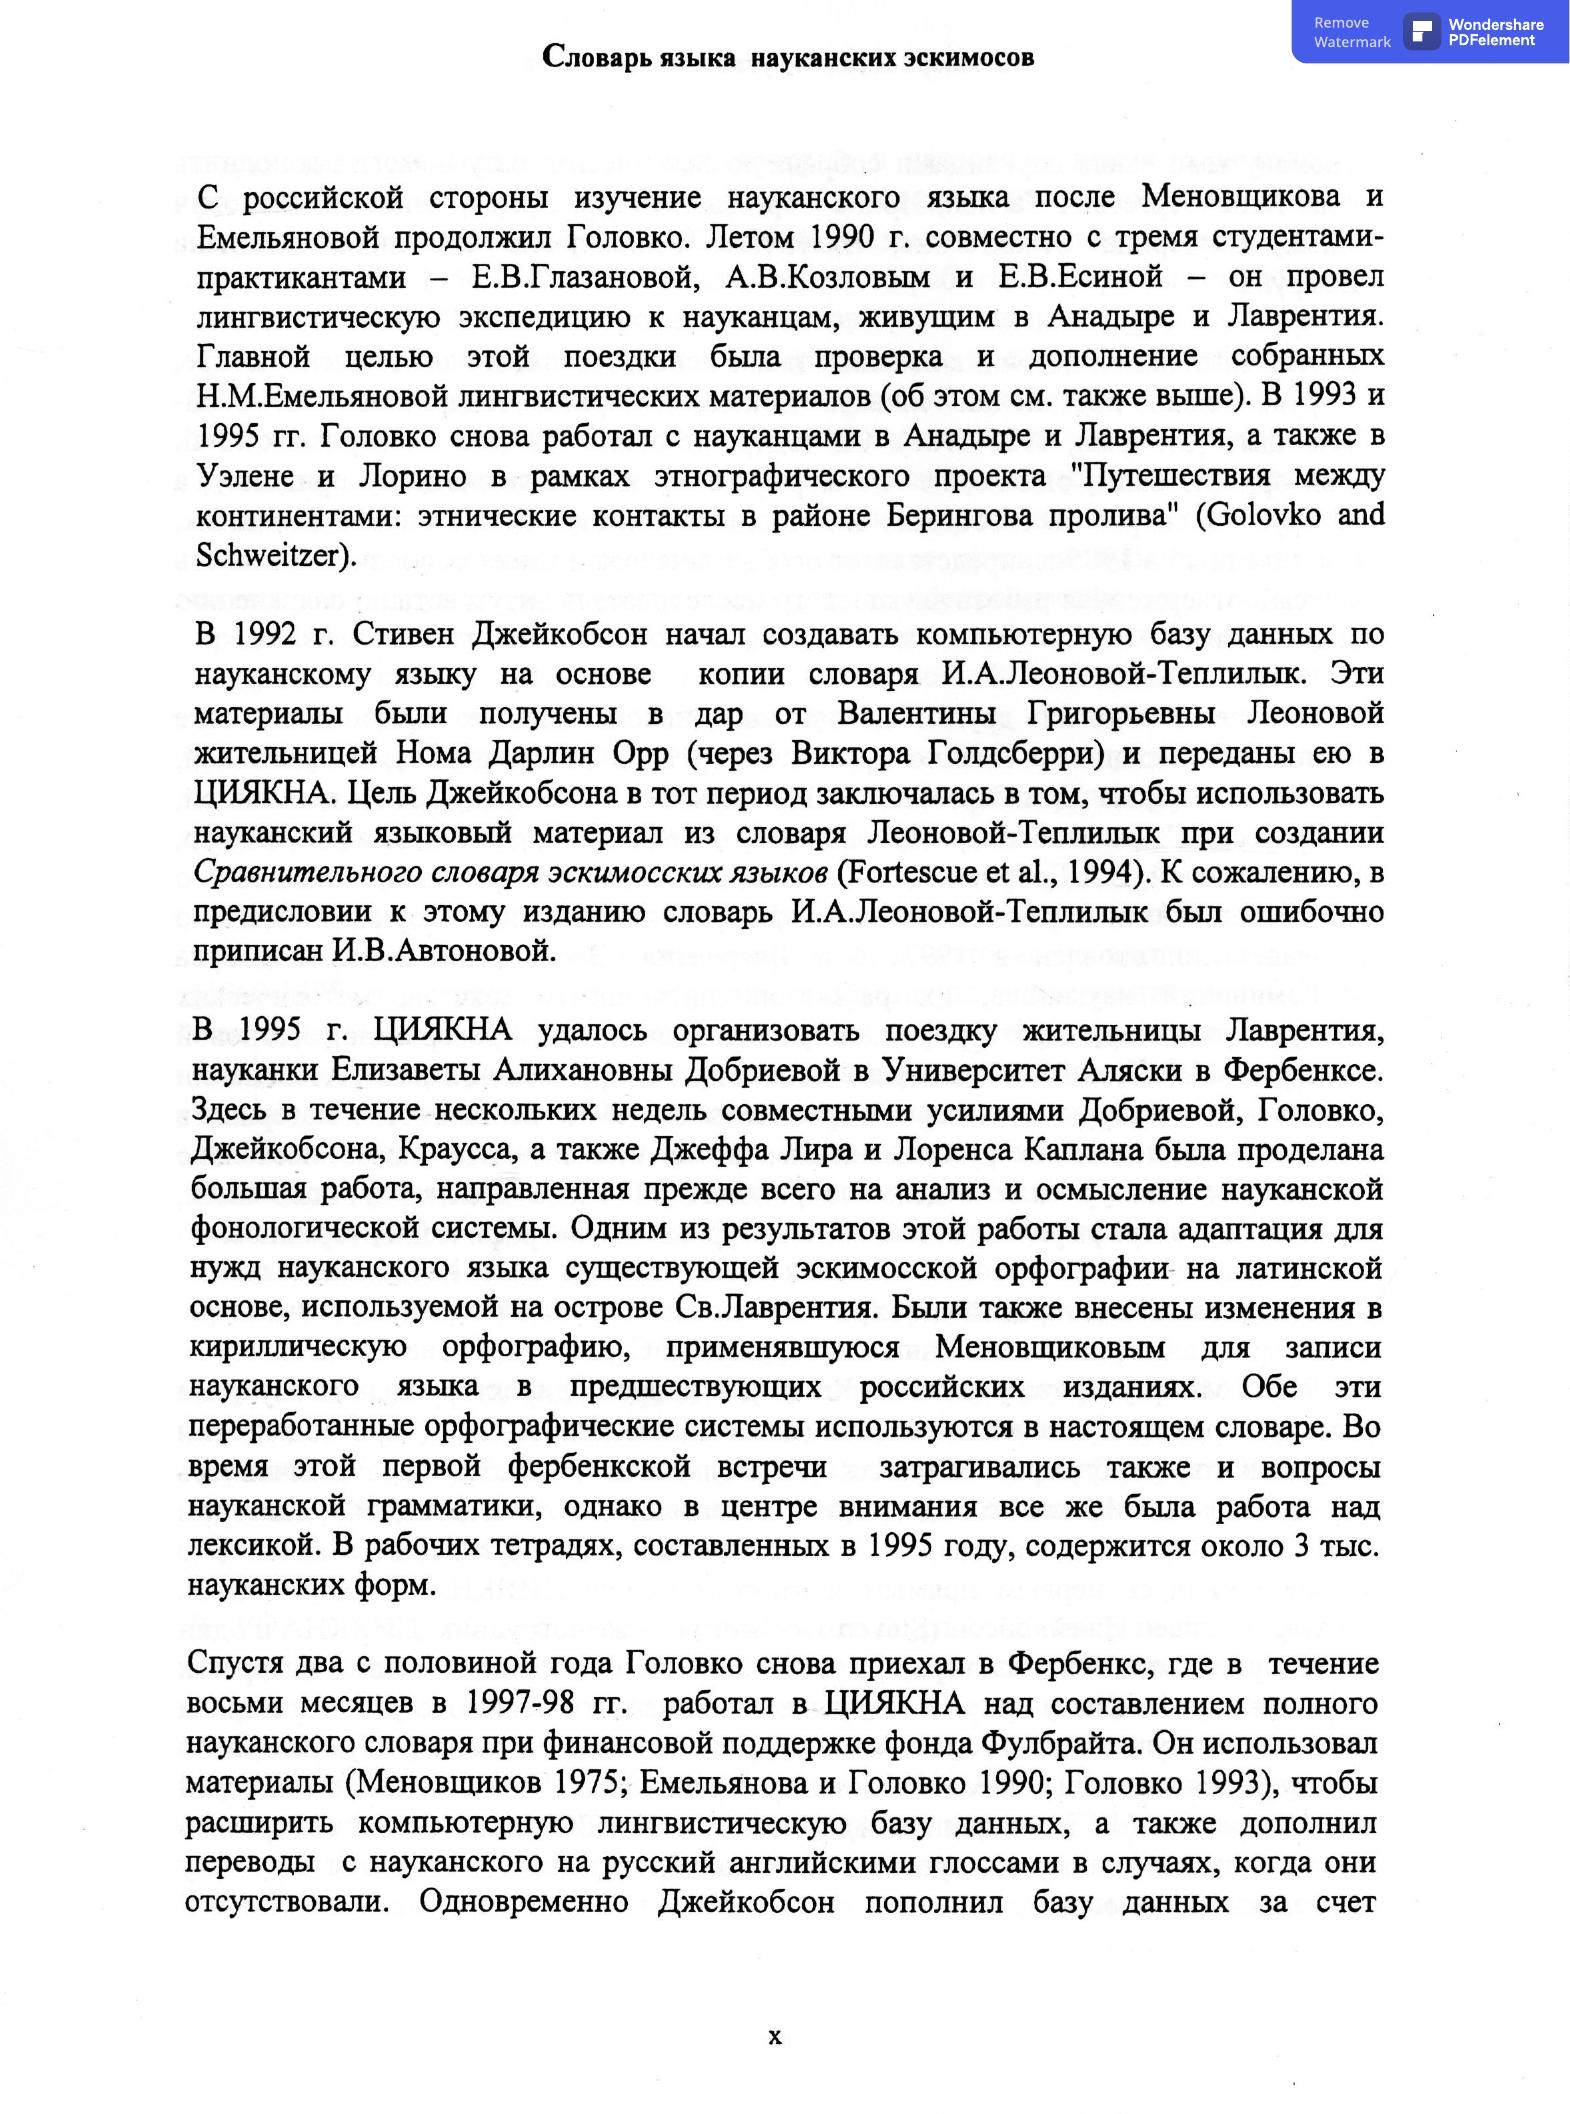 Remove
Watermark
Wondershare
PDFelement
Словарь языка науканских эскимосов
С российской стороны изучение науканского языка после Меновщикова и
Емельяновой продолжил Головко. Летом 1990 г. совместно с тремя студентами-
практикантами – Е.В.Глазановой, А.В.Козловым и Е.В.Есиной – он провел
лингвистическую экспедицию к науканцам, живущим в Анадыре и Лаврентия.
Главной целью этой поездки была проверка и дополнение собранных
Н.М.Емельяновой лингвистических материалов (об этом см. также выше). В 1993 и
1995 гг. Головко снова работал с науканцами в Анадыре и Лаврентия, а также в
Уэлене и Лорино в рамках этнографического проекта "Путешествия между
континентами: этнические контакты в районе Берингова пролива" (Golovko and
Schweitzer).
В 1992 г. Стивен Джейкобсон начал создавать компьютерную базу данных по
науканскому языку на основе копии словаря И.А.Леоновой-Теплилык. Эти
материалы были получены в дар от Валентины Григорьевны Леоновой
жительницей Нома Дарлин Орр (через Виктора Голдсберри) и переданы ею в
ЦИЯКНА. Цель Джейкобсона в тот период заключалась в том, чтобы использовать
науканский языковый материал из словаря Леоновой-Теплилык при создании
Сравнительного словаря эскимосских языков (Fortescue et al., 1994). К сожалению, в
предисловии к этому изданию словарь И.А.Леоновой-Теплилык был ошибочно
приписан И.В.Автоновой.
В 1995 г. ЦИЯКНА удалось организовать поездку жительницы Лаврентия,
науканки Елизаветы Алихановны Добриевой в Университет Аляски в Фербенксе.
Здесь в течение нескольких недель совместными усилиями Добриевой, Головко,
Джейкобсона, Краусса, а также Джеффа Лира и Лоренса Каплана была проделана
большая работа, направленная прежде всего на анализ и осмысление науканской
фонологической системы. Одним из результатов этой работы стала адаптация для
нужд науканского языка существующей эскимосской орфографии на латинской
основе, используемой на острове Св.Лаврентия. Были также внесены изменения в
кириллическую орфографию, применявшуюся Меновщиковым для записи
науканского языка в предшествующих российских изданиях. Обе эти
переработанные орфографические системы используются в настоящем словаре. Во
время этой первой фербенкской встречи затрагивались также и вопросы
науканской грамматики, однако в центре внимания все же была работа над
лексикой. В рабочих тетрадях, составленных в 1995 году, содержится около 3 тыс.
науканских форм.
Спустя два с половиной года Головко снова приехал в Фербенкс, где в течение
восьми месяцев в 1997-98 гг. работал в ЦИЯКНА над составлением полного
науканского словаря при финансовой поддержке фонда Фулбрайта. Он использовал
материалы (Меновщиков 1975; Емельянова и Головко 1990; Головко 1993), чтобы
расширить компьютерную лингвистическую базу данных, а также дополнил
переводы с науканского на русский английскими глоссами в случаях, когда они
отсутствовали. Одновременно Джейкобсон пополнил базу данных за счет
x